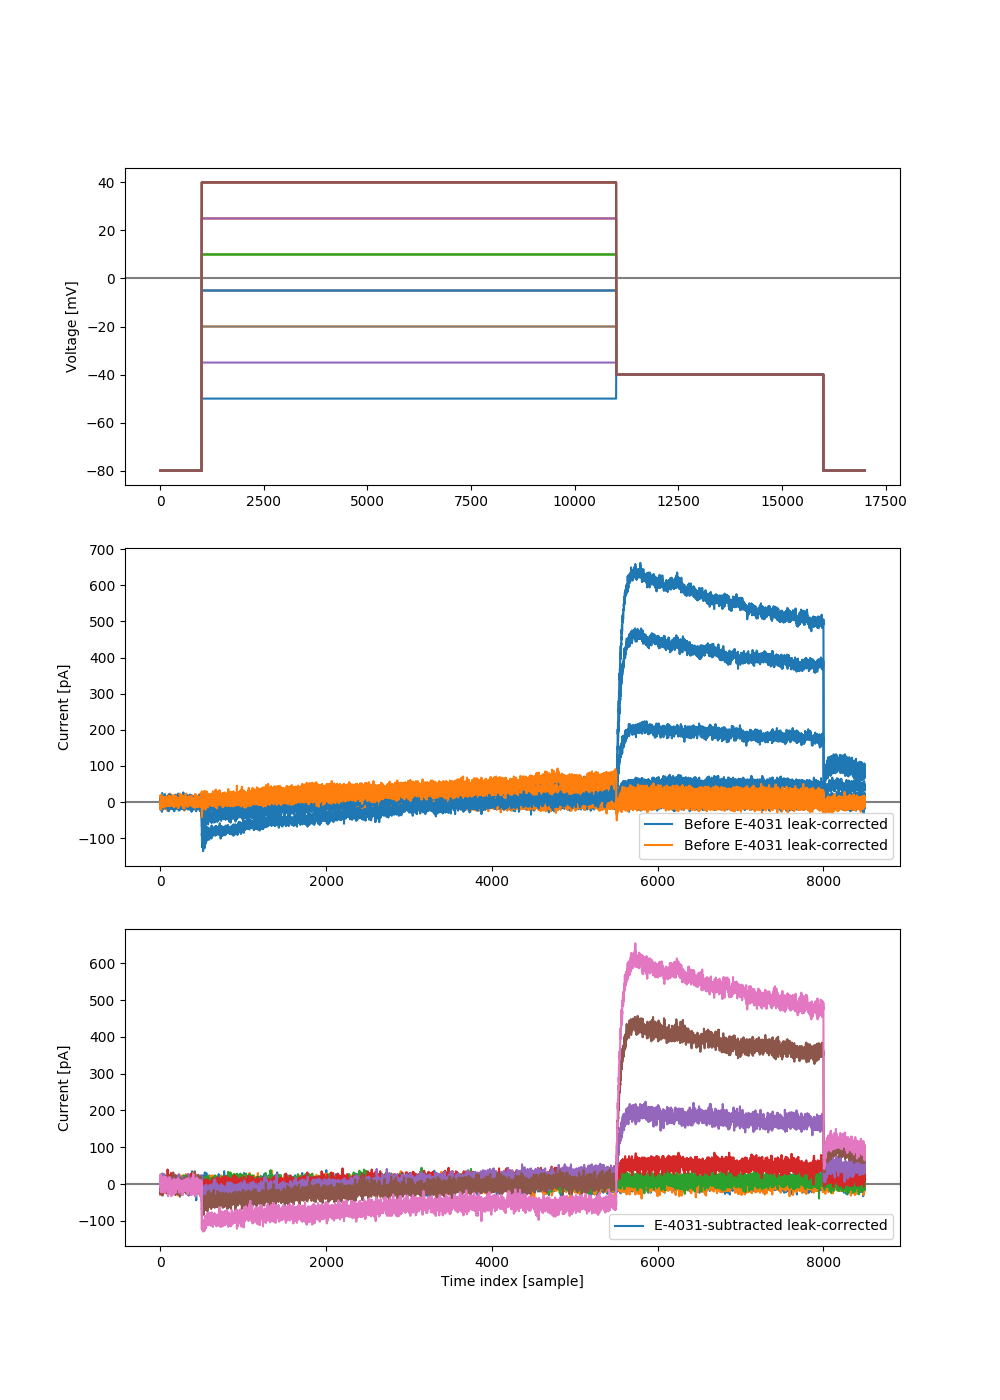 40
20
0
−20
−40
−60
−80
Voltage [mV]
0 2500 5000 7500 10000 12500 15000 17500
700
600
500
400
300
200
100
0
−100
Current [pA]
Before E-4031 leak-corrected
Before E-4031 leak-corrected
0 2000 4000 6000 8000
600
500
400
300
200
100
0
−100
Current [pA]
E-4031-subtracted leak-corrected
0 2000 4000 6000 8000
Time index [sample]